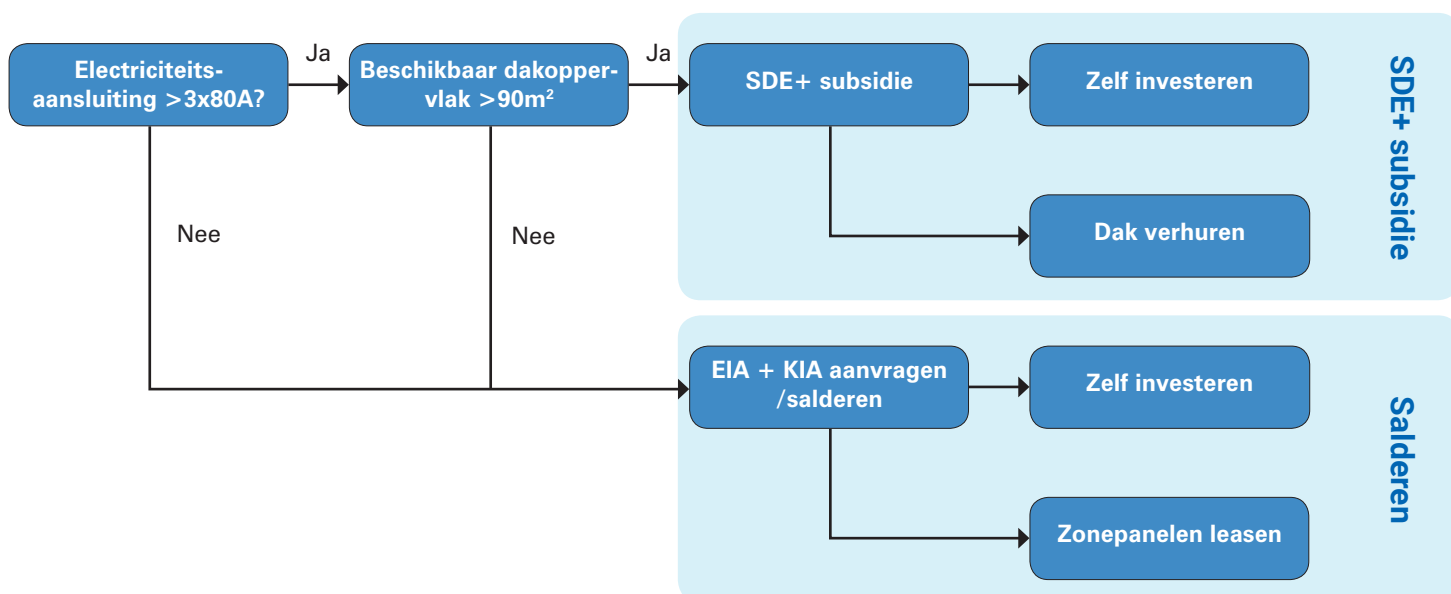 Electriciteits-
aansluiting >3x80A?
Ja
Beschikbaar dakopper-
vlak >90m²
Ja
SDE+ subsidie
Zelf investeren
Dak verhuren
SDE+ subsidie
Nee
Nee
EIA + KIA aanvragen
/salderen
Zelf investeren
Zonepanelen leasen
Salderen